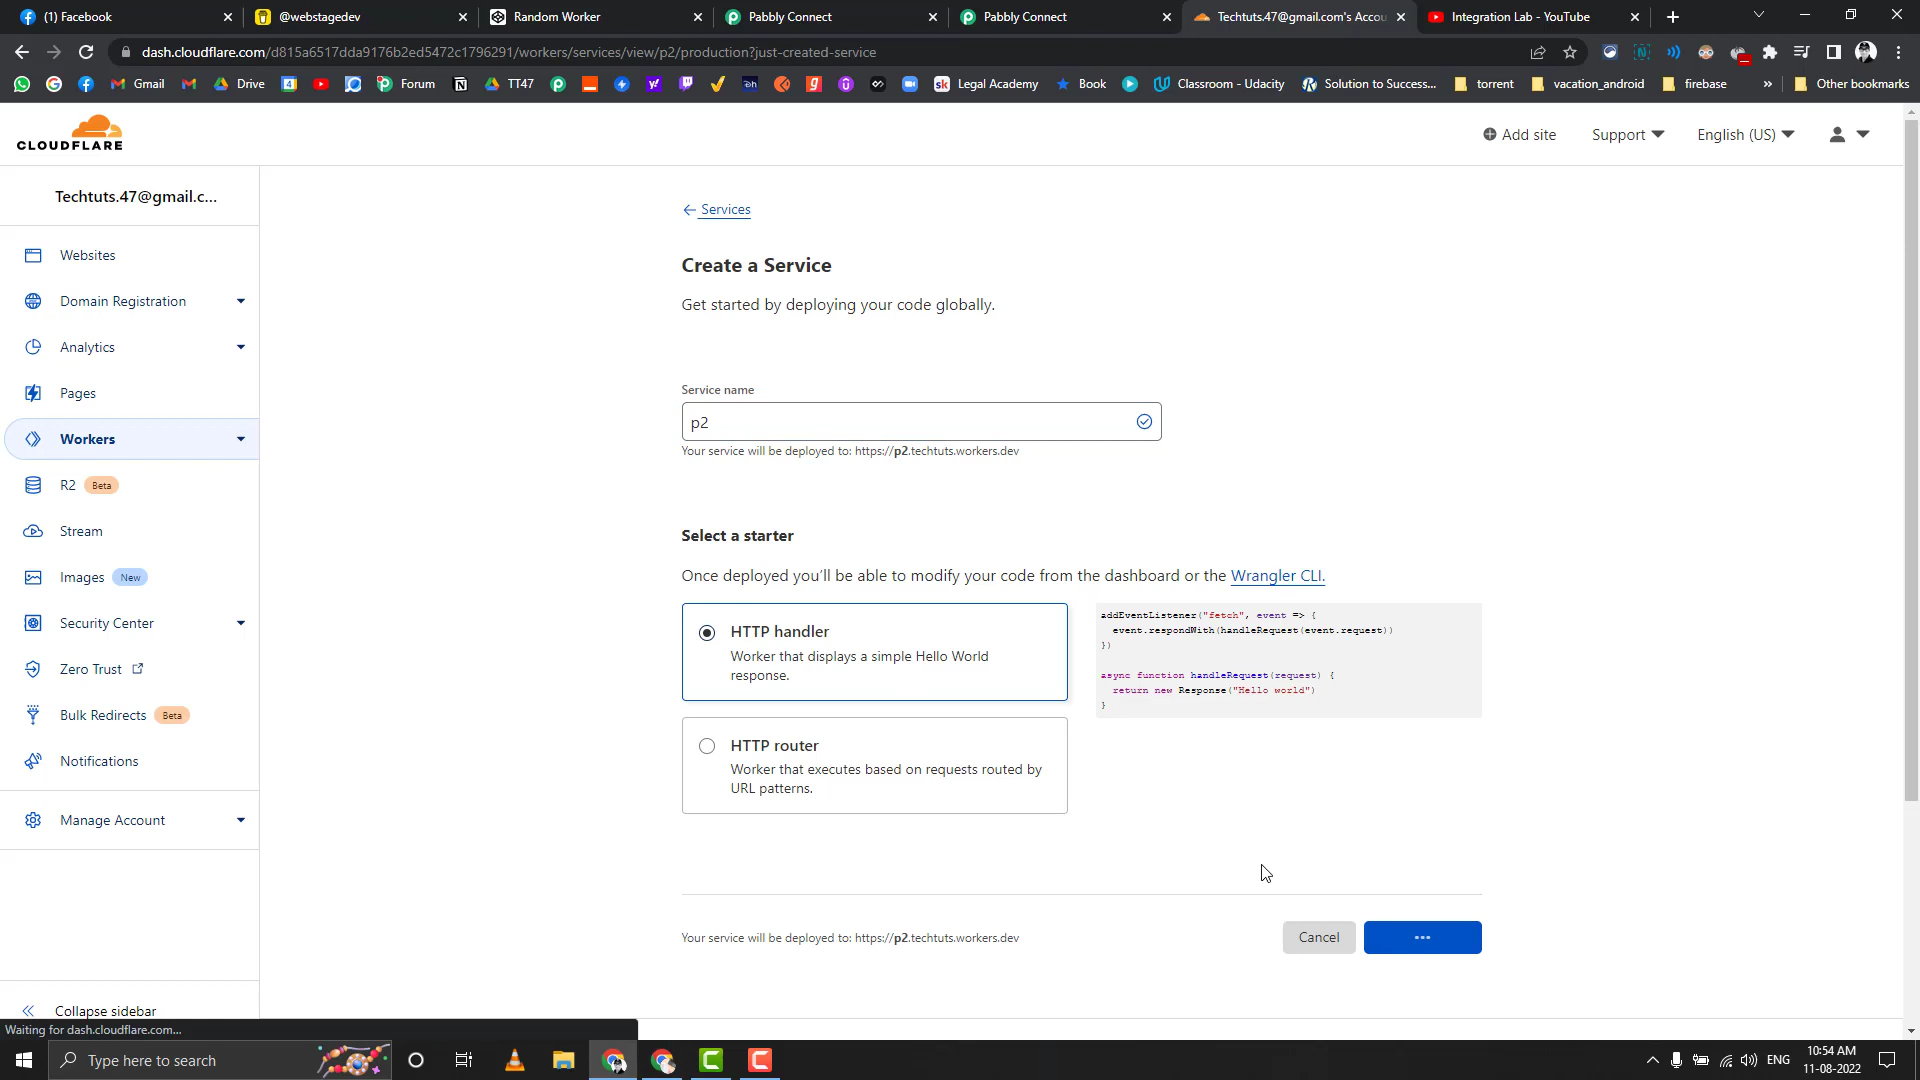 (1) Facebook
@webstagedev
Random Worker
Pabbly Connect
Pabbly Connect
Techtuts.47@gmail.com's Accou
Integration Lab - YouTube
dash.cloudflare.com/d815a6517dda9176b2ed5472c1796291/workers/services/view/p2/production?just-created-service
Gmail
Drive
Forum
TT47
Legal Academy
Book
Classroom - Udacity
Solution to Success...
torrent
vacation_android
firebase
»
Other bookmarks
CLOUDFLARE
Add site
Support
English (US)
Techtuts.47@gmail.c...
Websites
Domain Registration
Analytics
Pages
Workers
R2 Beta
Stream
Images New
Security Center
Zero Trust
Bulk Redirects Beta
Notifications
Manage Account
Collapse sidebar
Services
Create a Service
Get started by deploying your code globally.
Service name
p2
Your service will be deployed to: https://p2.techtuts.workers.dev
Select a starter
Once deployed you'll be able to modify your code from the dashboard or the Wrangler CLI.
HTTP handler
Worker that displays a simple Hello World
response.
HTTP router
Worker that executes based on requests routed by
URL patterns.
addEventListener("fetch", event => {
event.respondWith(handleRequest(event.request))
})
async function handleRequest(request) {
return new Response("Hello world")
}
Your service will be deployed to: https://p2.techtuts.workers.dev
Cancel
...
Waiting for dash.cloudflare.com...
Type here to search
ENG
10:54 AM
11-08-2022